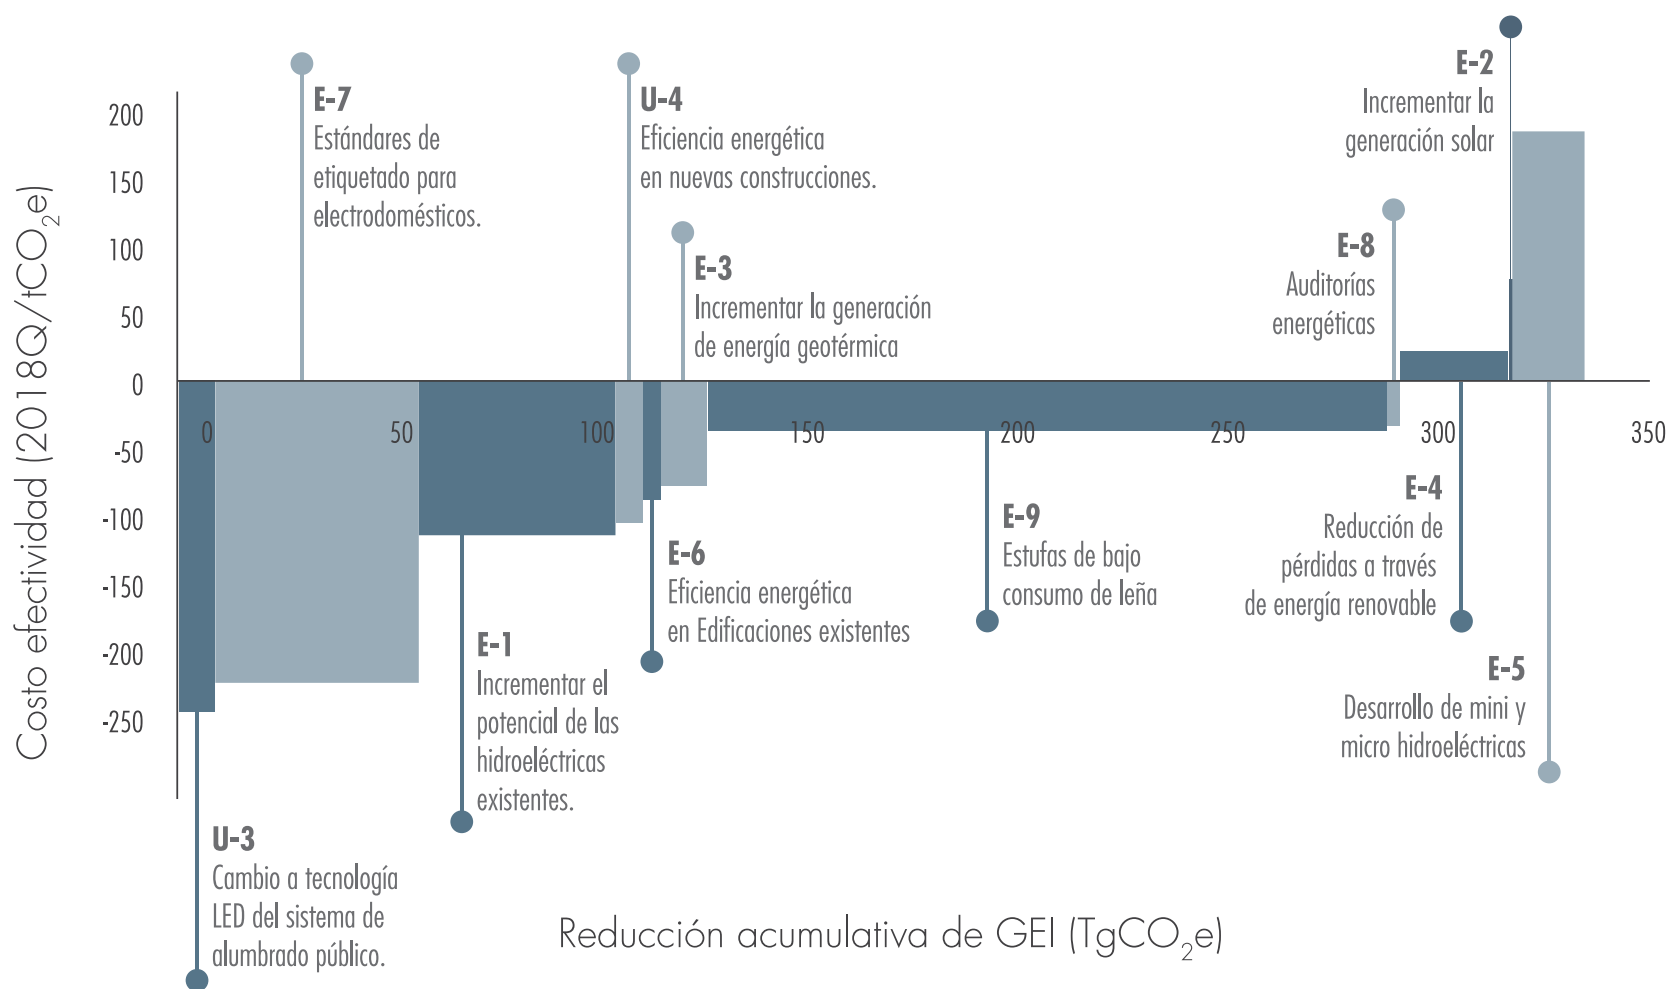 Costo efectividad (2018Q/tCO₂e)
200
150
100
50
0
-50
-100
-150
-200
-250
E-7
Estándares de
etiquetado para
electrodomésticos.
U-4
Eficiencia energética
en nuevas construcciones.
E-3
Incrementar la generación
de energía geotérmica
E-2
Incrementar la
generación solar
E-8
Auditorías
energéticas
0 50 100 150 200 250 300 350
U-3
Cambio a tecnología
LED del sistema de
alumbrado público.
E-1
Incrementar el
potencial de las
hidroeléctricas
existentes.
E-6
Eficiencia energética
en Edificaciones existentes
E-9
Estufas de bajo
consumo de leña
E-4
Reducción de
pérdidas a través
de energía renovable
E-5
Desarrollo de mini y
micro hidroeléctricas
Reducción acumulativa de GEI (TgCO₂e)